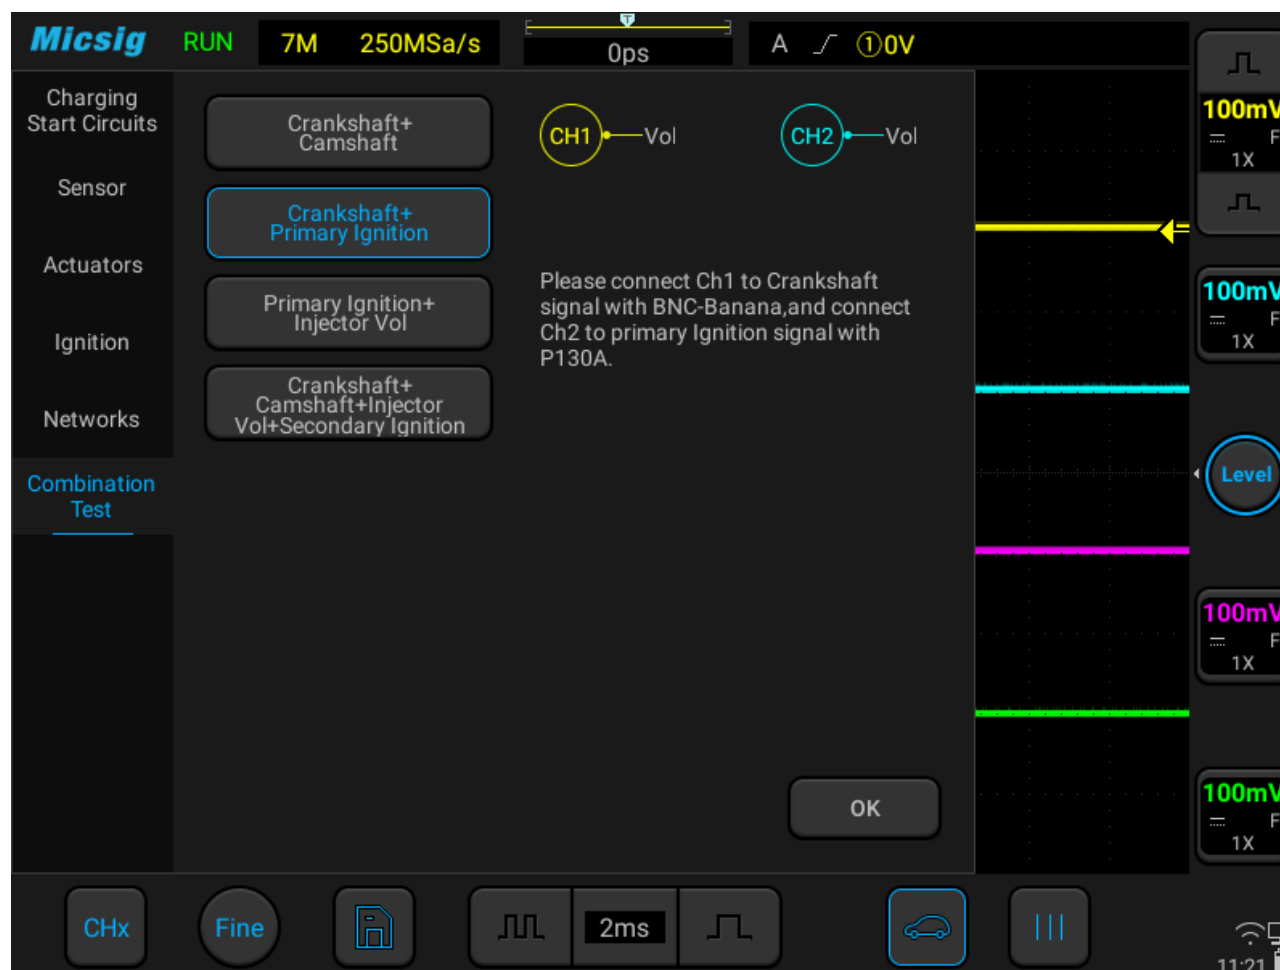 Micsig RUN 7M 250MSa/s 0ps A ①0V
T
Charging
Start Circuits
Sensor
Actuators
Ignition
Networks
Combination
Test
Crankshaft+
Camshaft
Crankshaft+
Primary Ignition
Primary Ignition+
Injector Vol
Crankshaft+
Camshaft+Injector
Vol+Secondary Ignition
CH1 Vol CH2 Vol
Please connect Ch1 to Crankshaft
signal with BNC-Banana,and connect
Ch2 to primary Ignition signal with
P130A.
OK
100mV
F
1X
100mV
F
1X
Level
100mV
F
1X
100mV
F
1X
CHx Fine 2ms
11:21